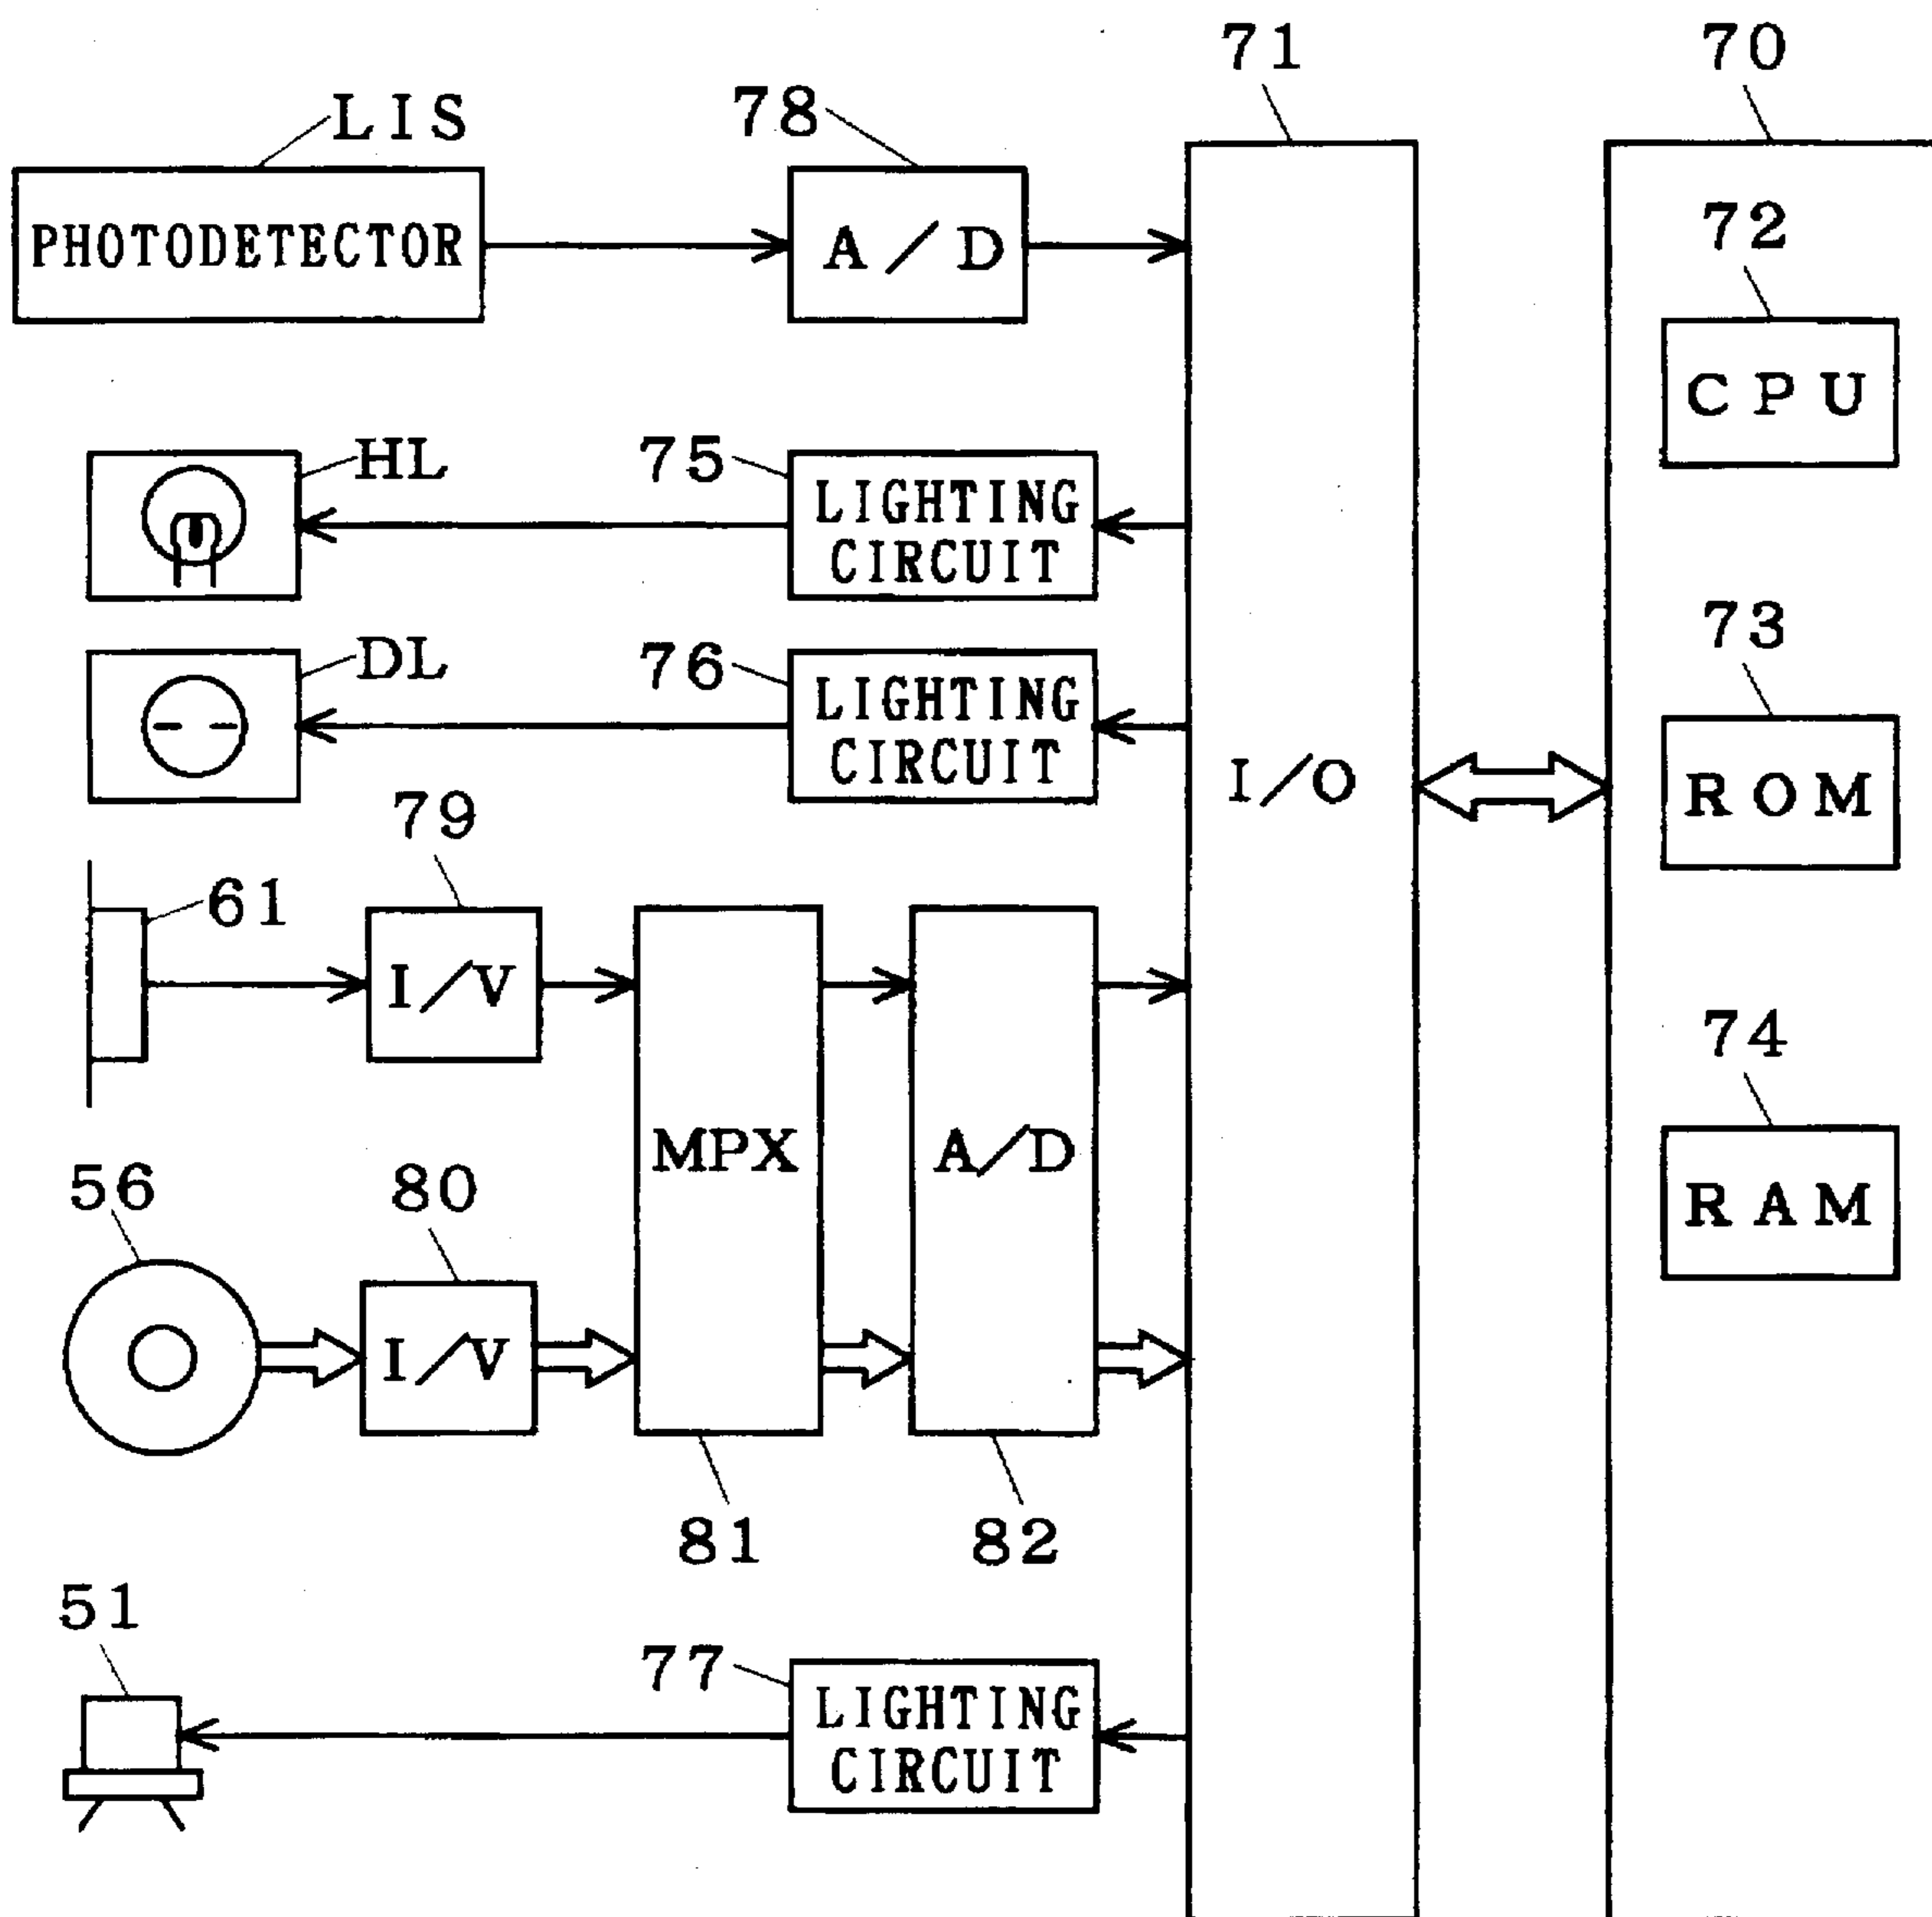 71
70
LIS
78
PHOTODETECTOR
A/D
72
CPU
HL
75
LIGHTING
CIRCUIT
DL
76
LIGHTING
CIRCUIT
73
I/O
ROM
79
61
I/V
74
MPX
A/D
56
80
RAM
I/V
81
82
51
77
LIGHTING
CIRCUIT